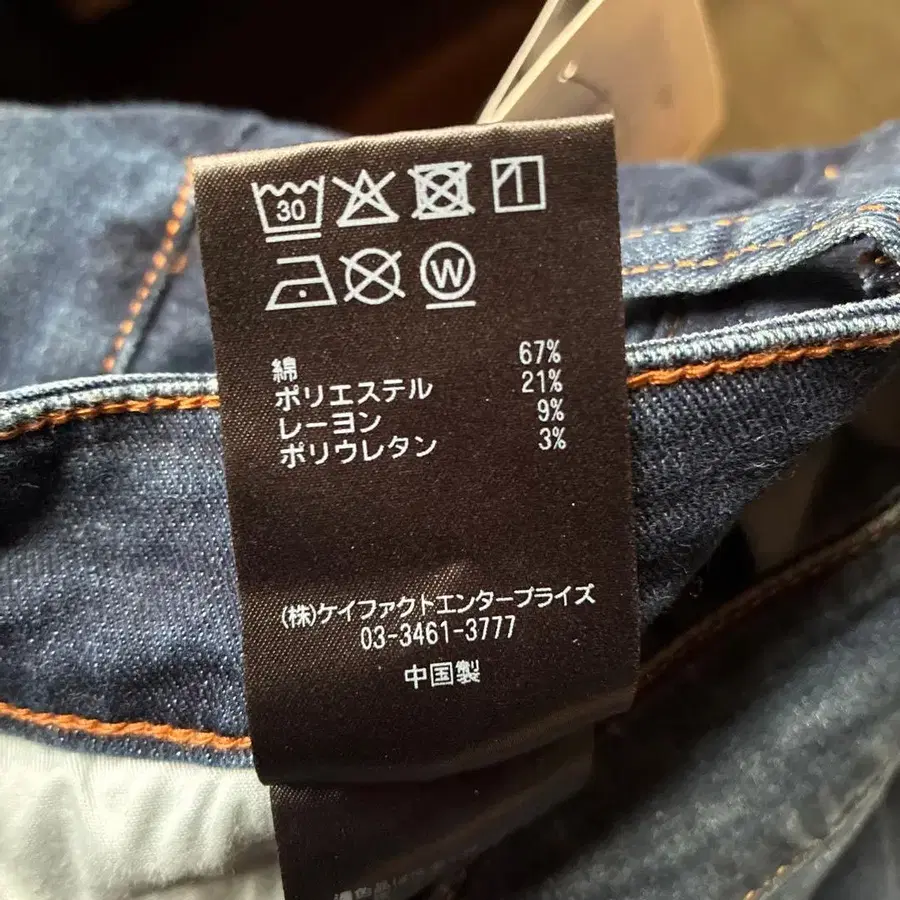 30
W
綿 67%
ポリエステル 21%
レーヨン 9%
ポリウレタン 3%
(株)ケイファクトエンタープライズ
03-3461-3777
中国製